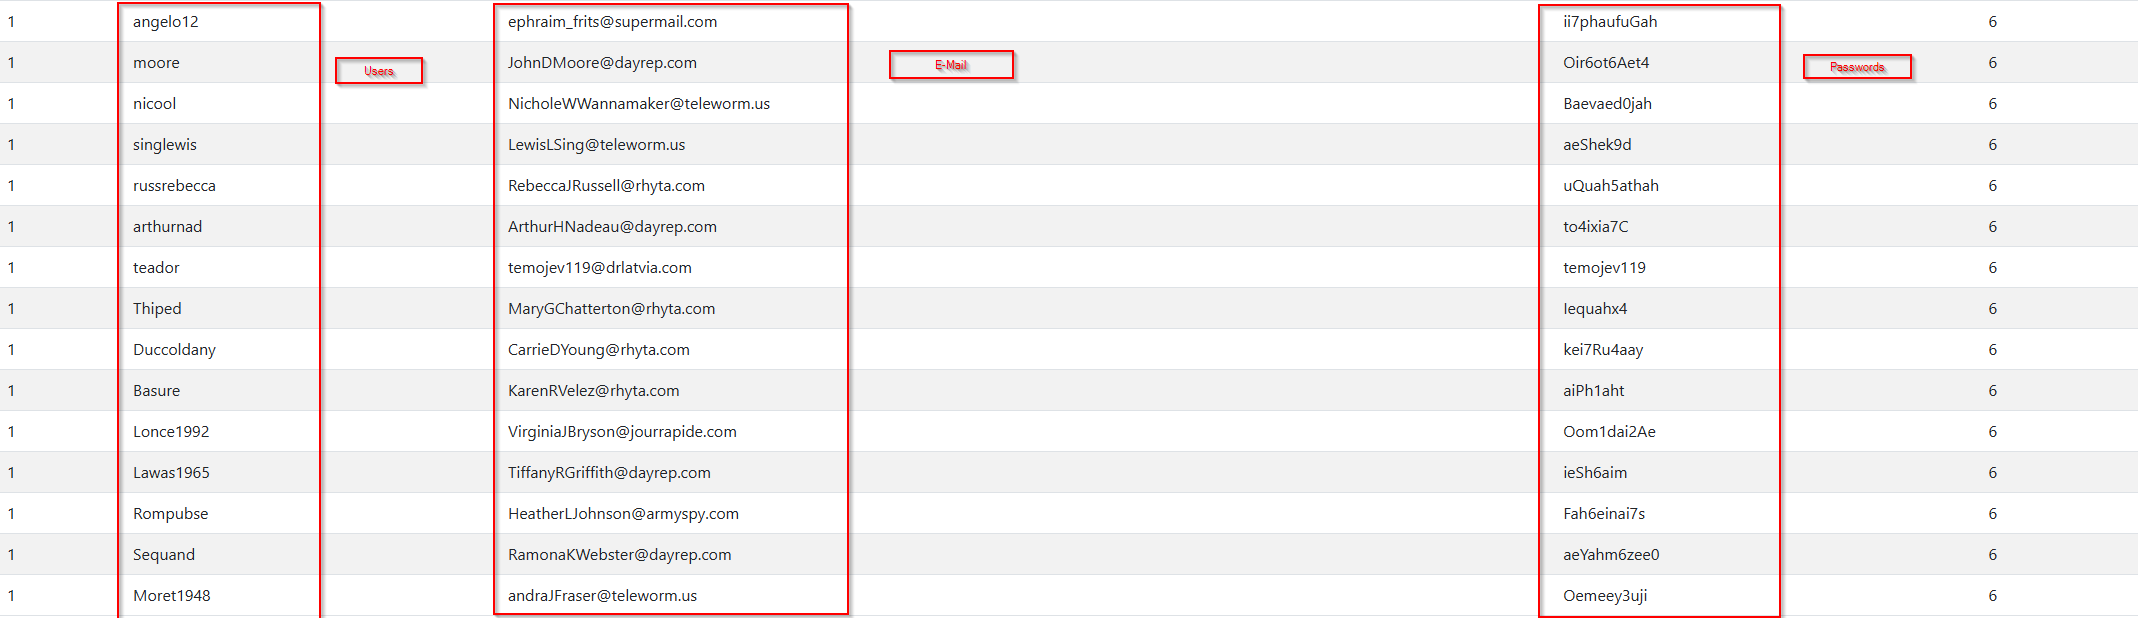 1 angelo12 ephraim_frits@supermail.com ii7phaufuGah 6
1 moore Users JohnDMoore@dayrep.com E-Mail Oir6ot6Aet4 Passwords 6
1 nicool NicholeWWannamaker@teleworm.us Baevaed0jah 6
1 singlewis LewisLSing@teleworm.us aeShek9d 6
1 russrebecca RebeccaJRussell@rhyta.com uQuah5athah 6
1 arthurnad ArthurHNadeau@dayrep.com to4ixia7C 6
1 teador temojev119@drlatvia.com temojev119 6
1 Thiped MaryGChatterton@rhyta.com Iequahx4 6
1 Duccoldany CarrieDYoung@rhyta.com kei7Ru4aay 6
1 Basure KarenRVelez@rhyta.com aiPh1aht 6
1 Lonce1992 VirginiaJBryson@jourrapide.com Oom1dai2Ae 6
1 Lawas1965 TiffanyRGriffith@dayrep.com ieSh6aim 6
1 Rompubse HeatherLJohnson@armyspy.com Fah6einai7s 6
1 Sequand RamonaKWebster@dayrep.com aeYahm6zee0 6
1 Moret1948 andraJFraser@teleworm.us Oemeey3uji 6